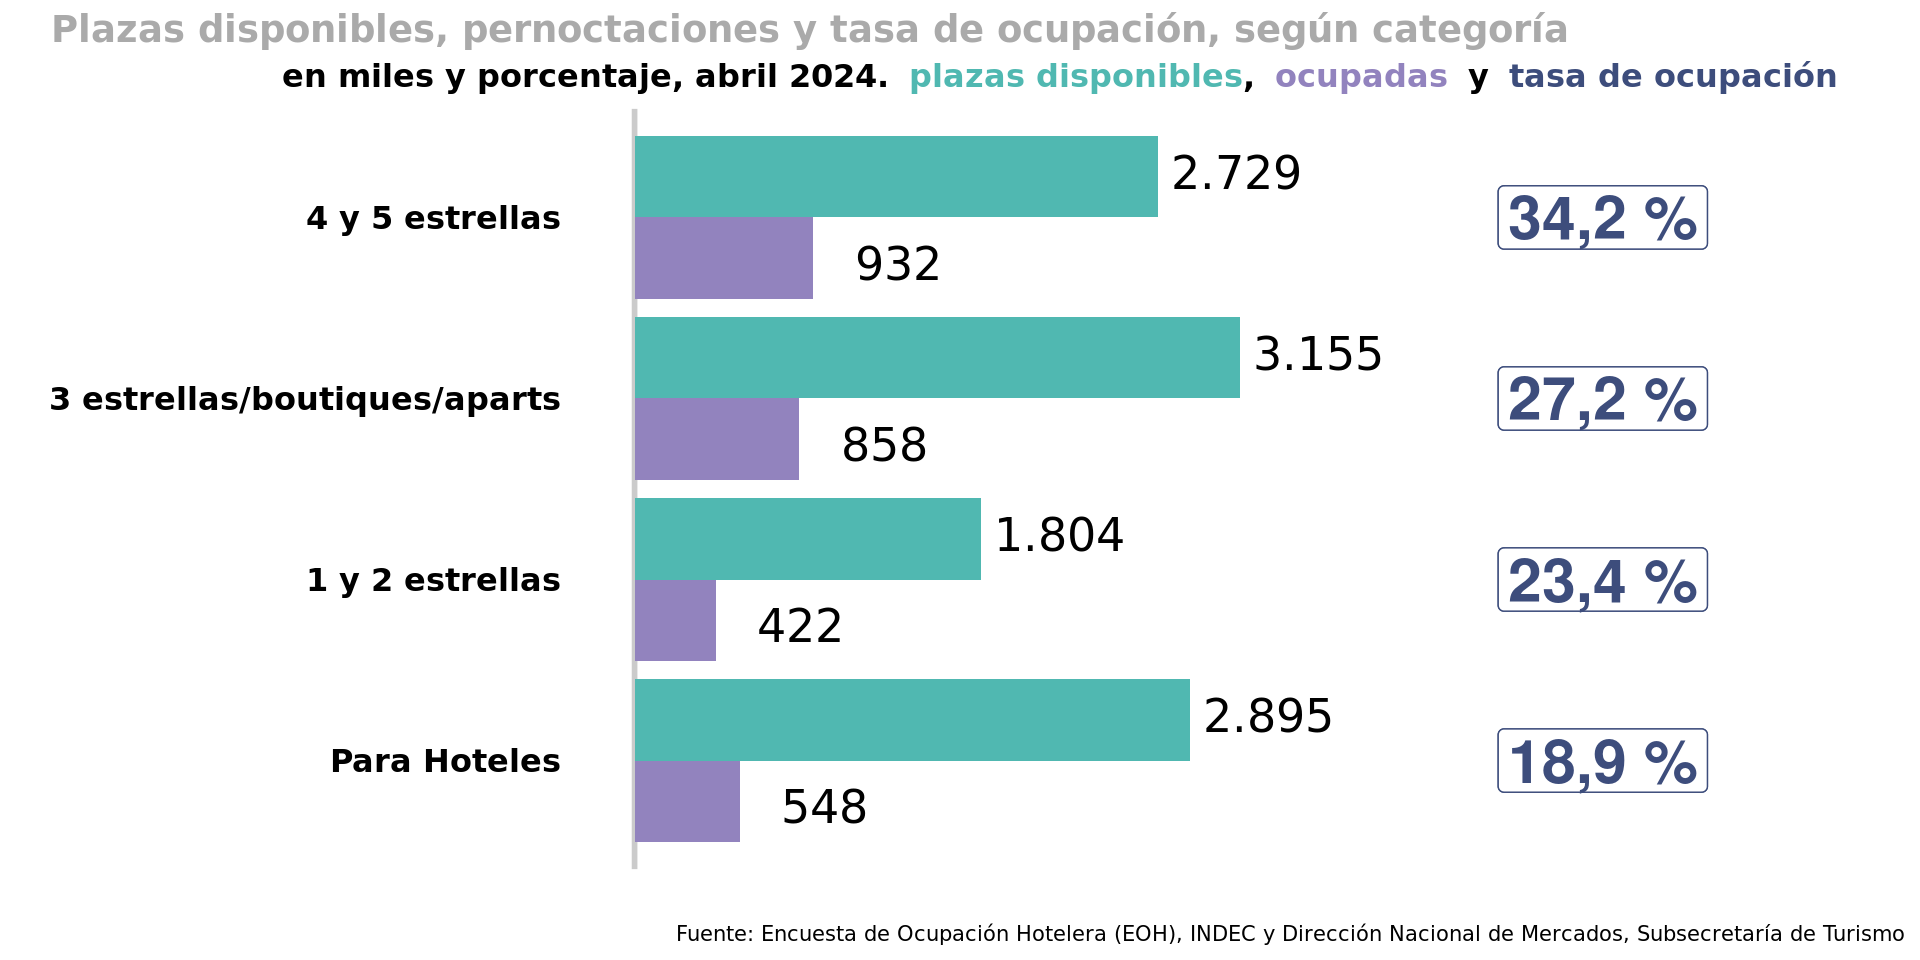 Plazas disponibles, pernoctaciones y tasa de ocupación, según categoría
en miles y porcentaje, abril 2024. plazas disponibles, ocupadas y tasa de ocupación
4 y 5 estrellas
2.729
932
34,2 %
3 estrellas/boutiques/aparts
3.155
858
27,2 %
1 y 2 estrellas
1.804
422
23,4 %
Para Hoteles
2.895
548
18,9 %
Fuente: Encuesta de Ocupación Hotelera (EOH), INDEC y Dirección Nacional de Mercados, Subsecretaría de Turismo